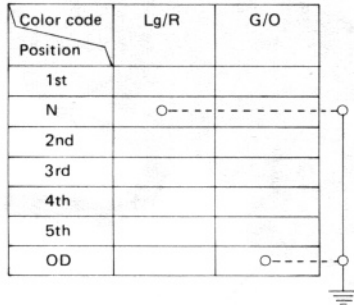 Color code Lg/R G/O
Position
1st
N
2nd
3rd
4th
5th
OD